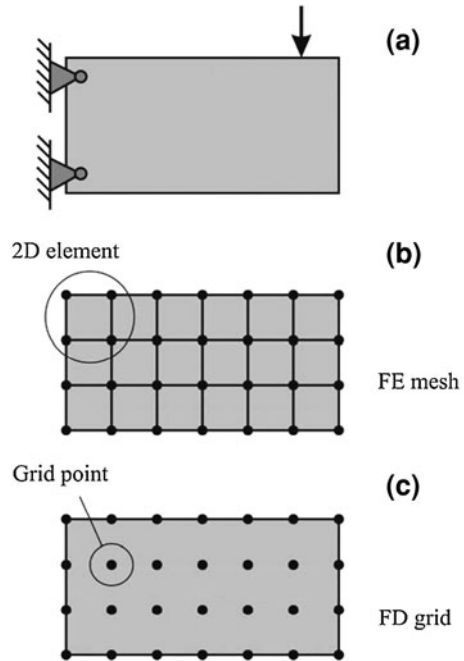 (a)
2D element
(b)
FE mesh
Grid point
(c)
FD grid